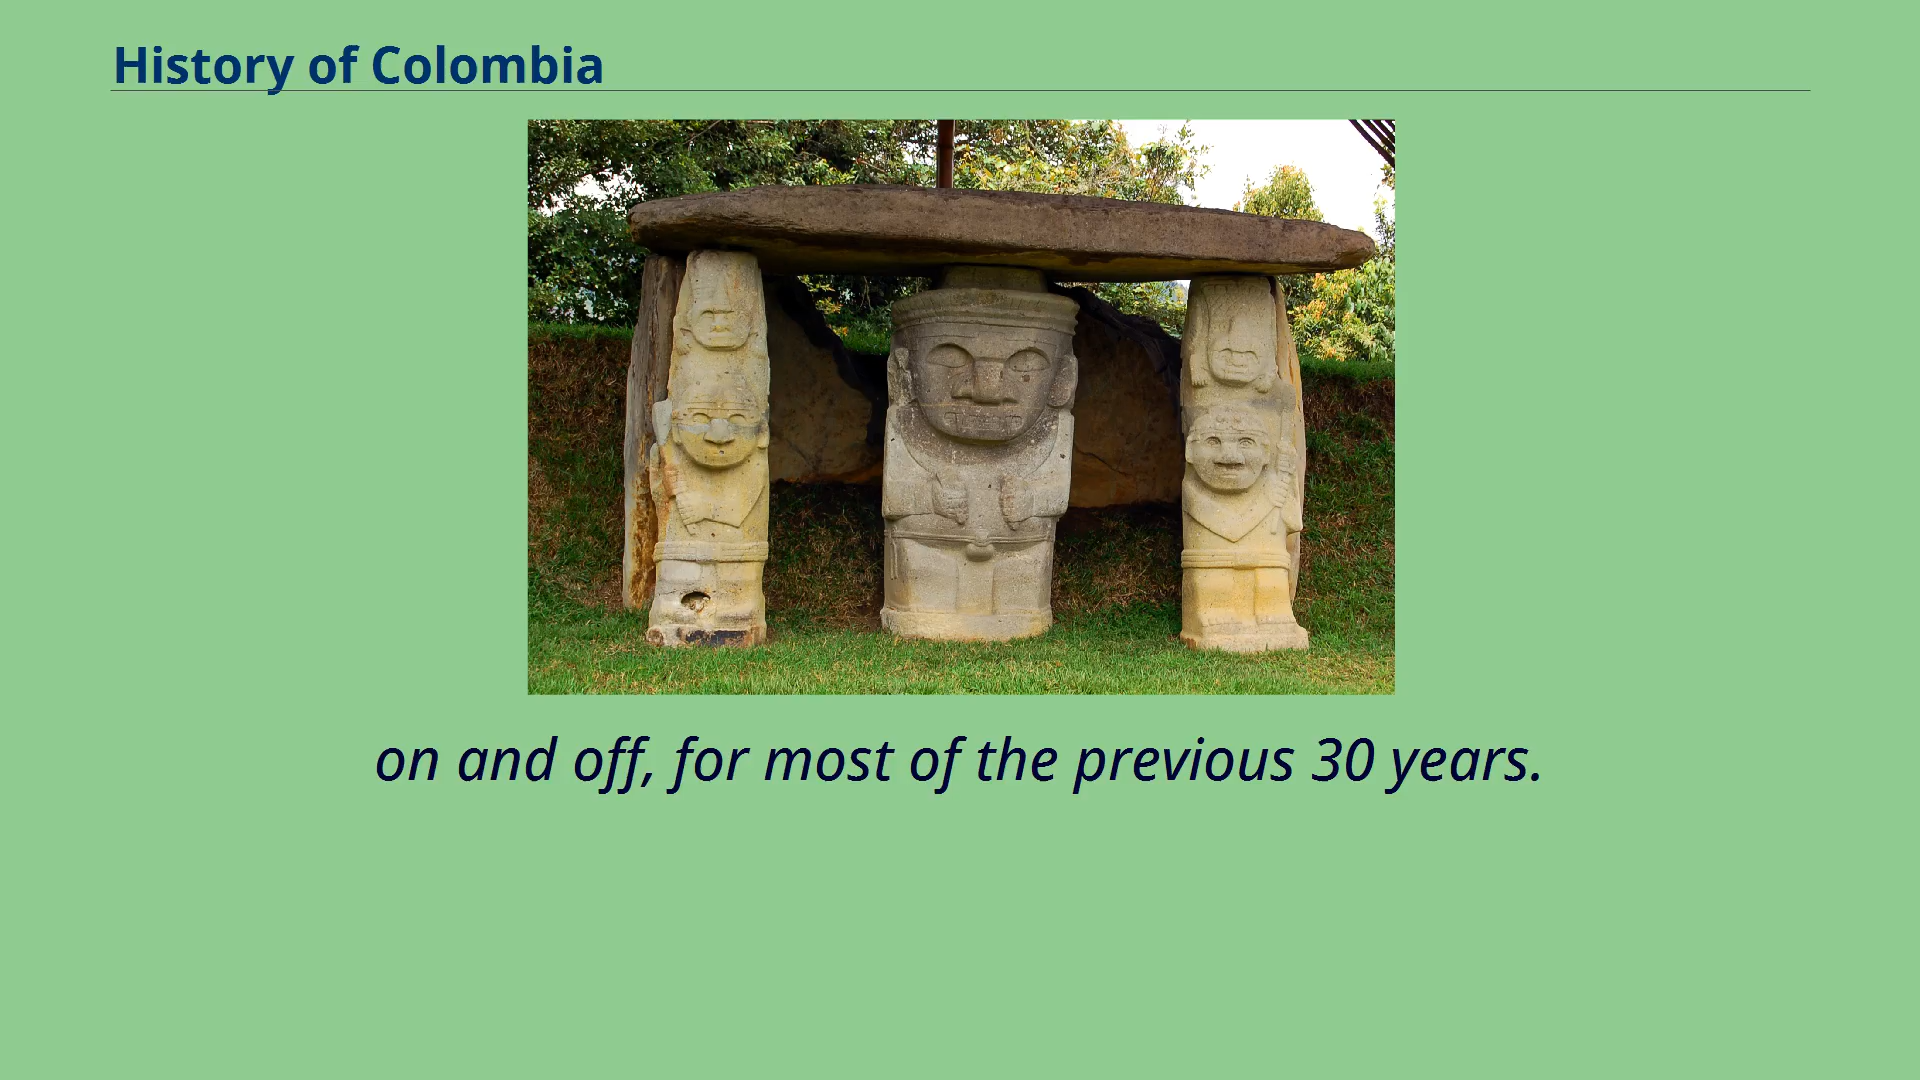 History of Colombia
on and off, for most of the previous 30 years.